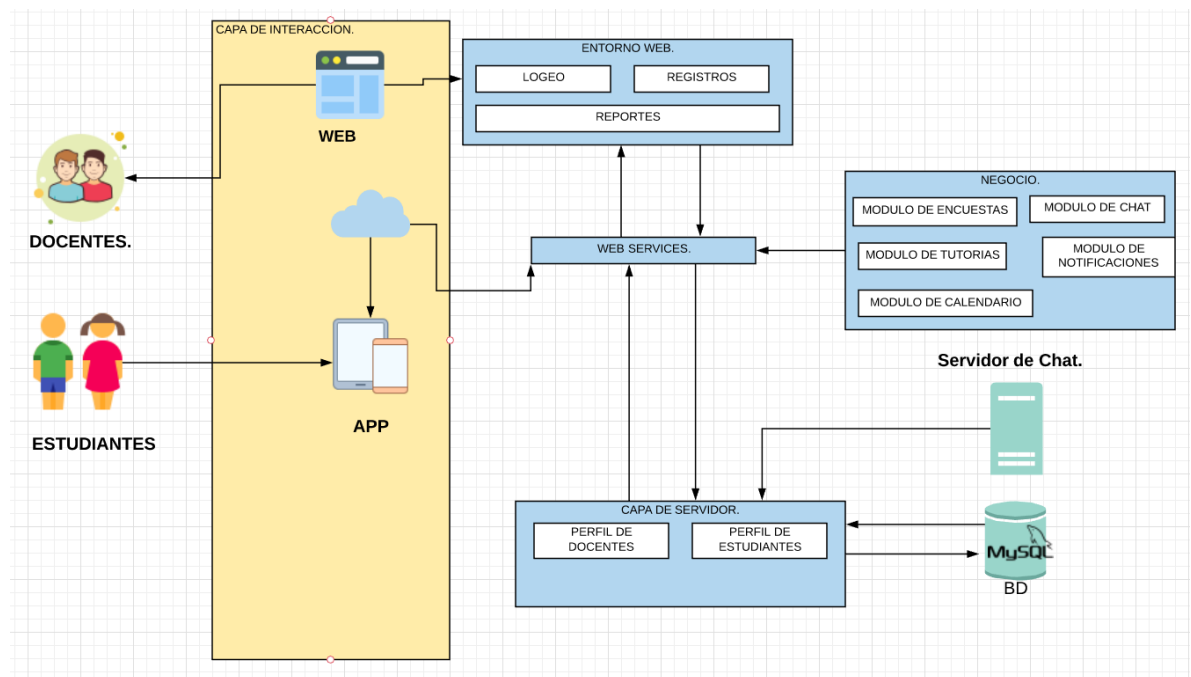 CAPA DE INTERACCION.
WEB
DOCENTES.
ESTUDIANTES
APP
ENTORNO WEB.
LOGEO
REGISTROS
REPORTES
WEB SERVICES.
NEGOCIO.
MODULO DE ENCUESTAS
MODULO DE CHAT
MODULO DE TUTORIAS
MODULO DE
NOTIFICACIONES
MODULO DE CALENDARIO
Servidor de Chat.
CAPA DE SERVIDOR.
PERFIL DE
DOCENTES
PERFIL DE
ESTUDIANTES
MySQL
BD